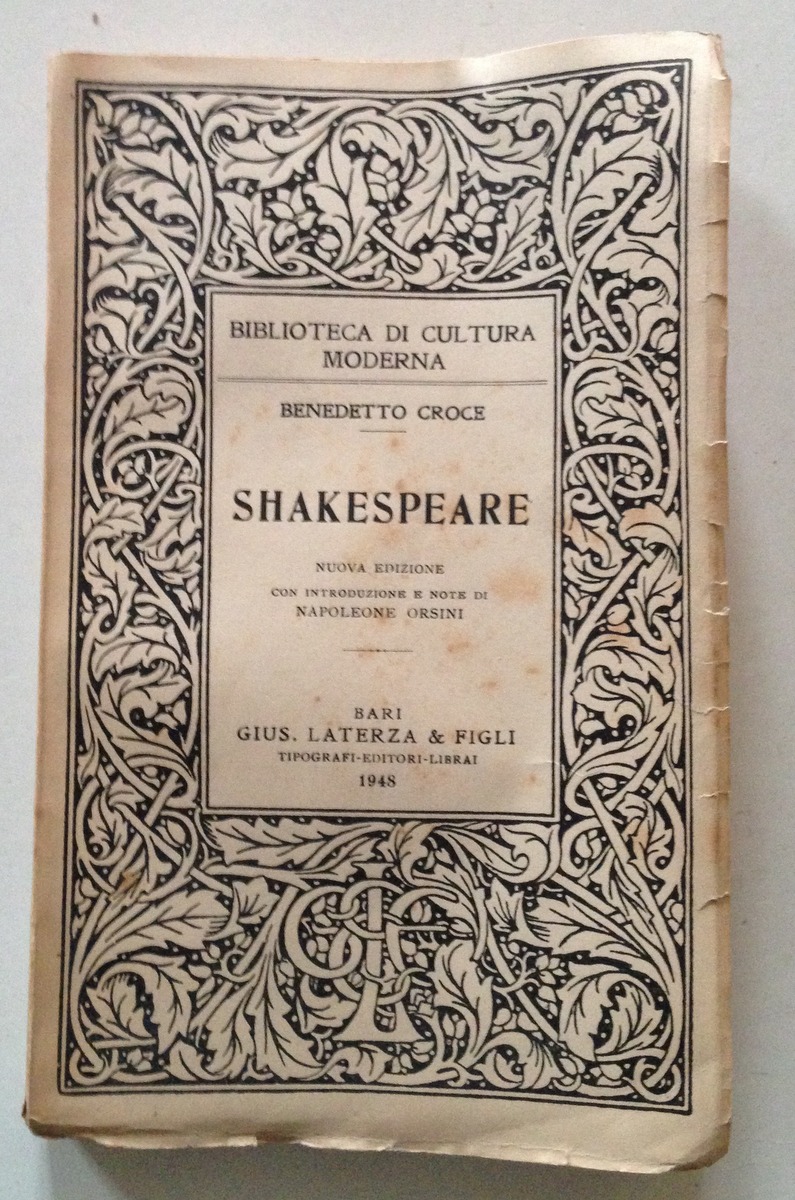 BIBLIOTECA DI CULTURA
MODERNA
BENEDETTO CROCE
SHAKESPEARE
NUOVA EDIZIONE
CON INTRODUZIONE E NOTE DI
NAPOLEONE ORSINI
BARI
GIUS. LATERZA & FIGLI
TIPOGRAFI-EDITORI-LIBRAI
1948